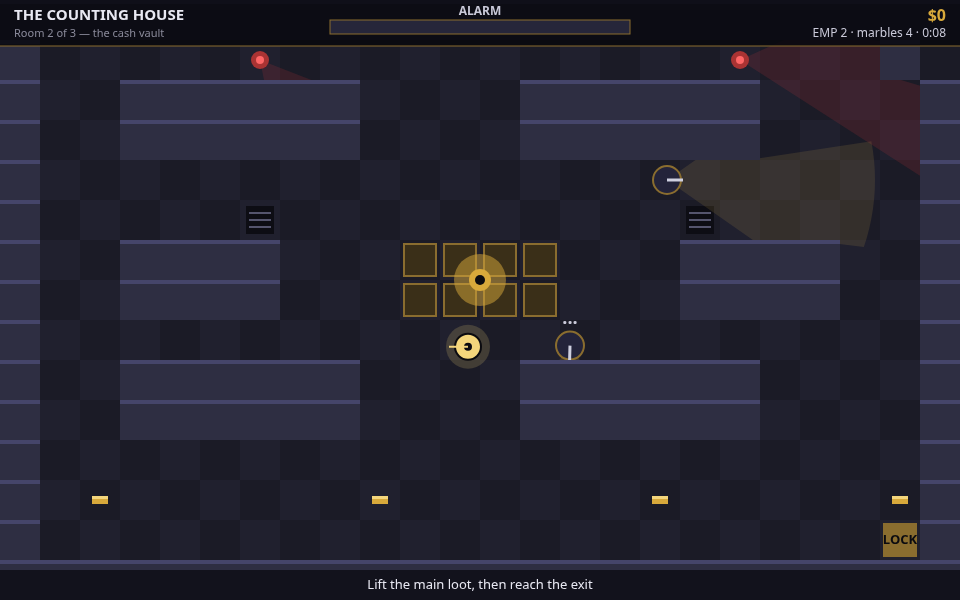 THE COUNTING HOUSE
Room 2 of 3 — the cash vault
ALARM
$0
EMP 2 · marbles 4 · 0:08
...
LOCK
Lift the main loot, then reach the exit